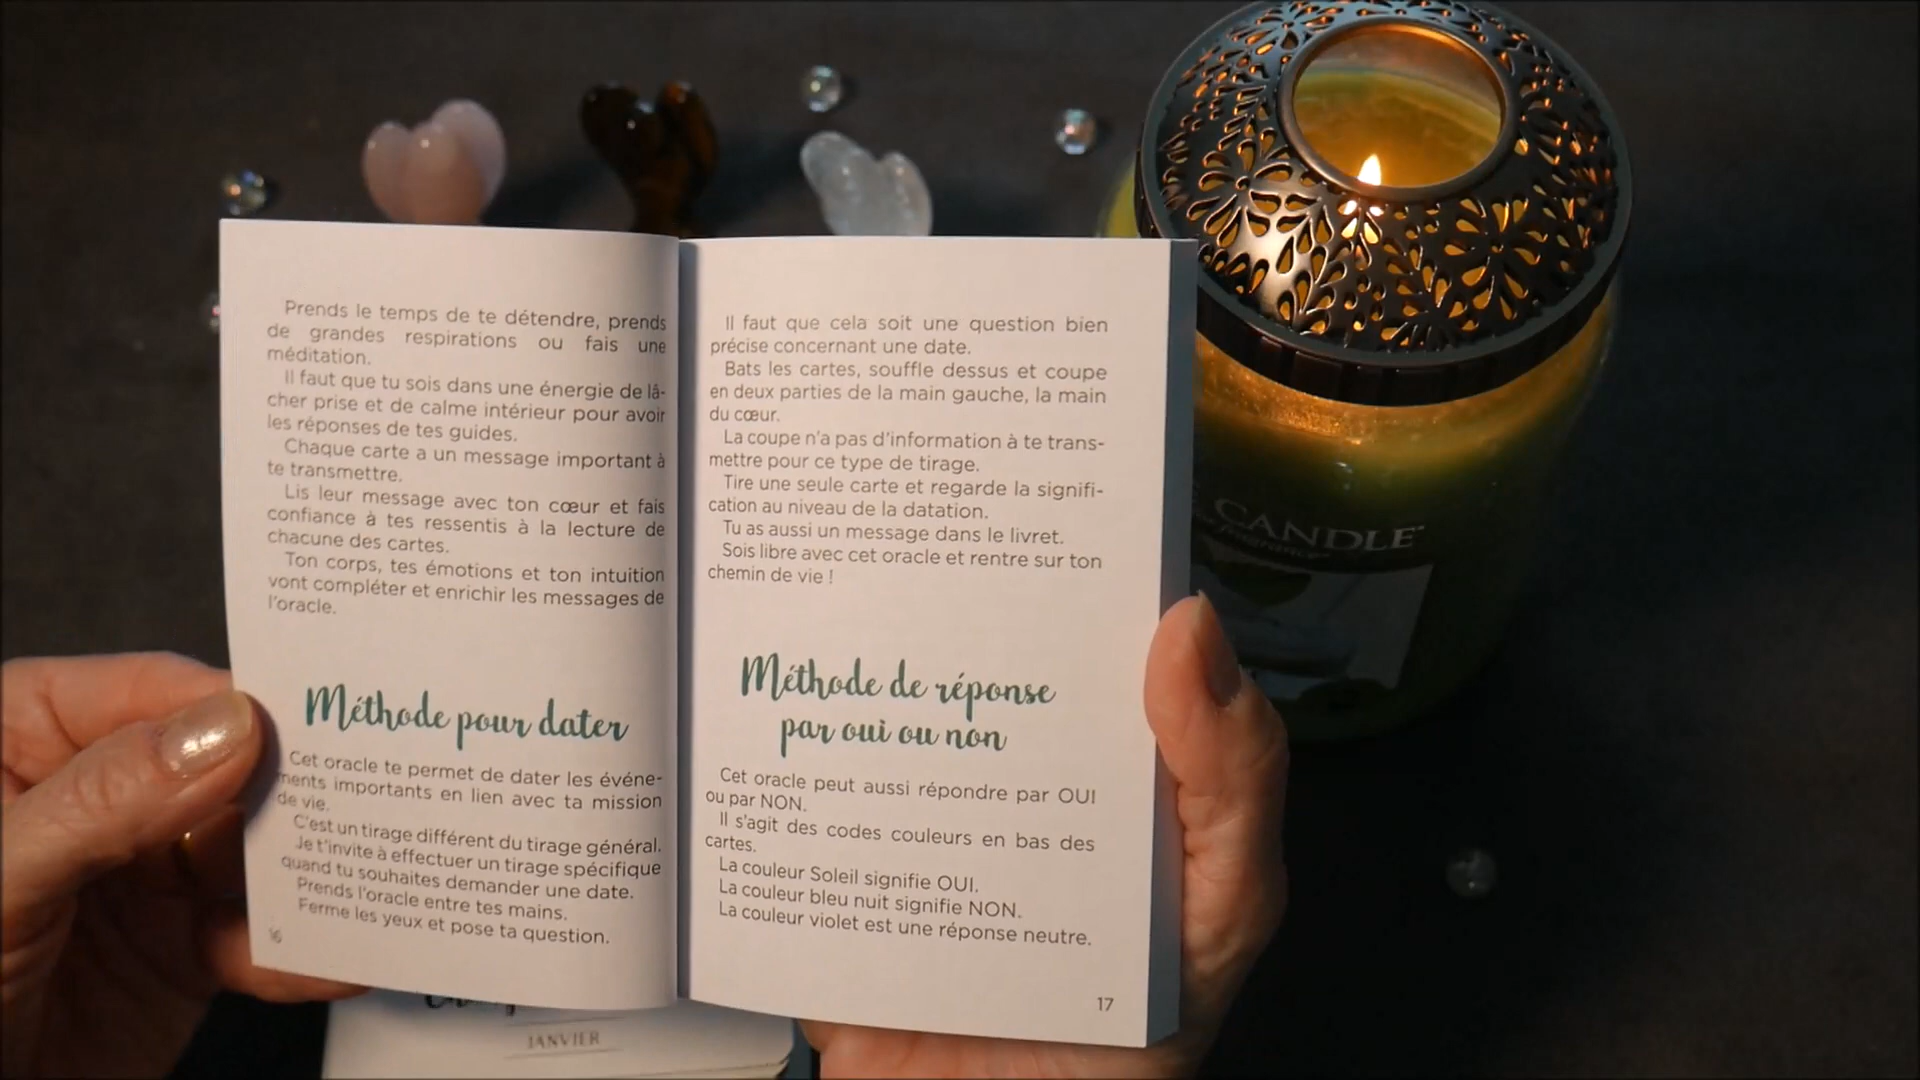 Prends le temps de te détendre, prends
de grandes respirations ou fais une
méditation.
Il faut que tu sois dans une énergie de lâ-
cher prise et de calme intérieur pour avoir
les réponses de tes guides.
Chaque carte a un message important à
te transmettre.
Lis leur message avec ton cœur et fais
confiance à tes ressentis à la lecture de
chacune des cartes.
Ton corps, tes émotions et ton intuition
vont compléter et enrichir les messages de
l'oracle.
Méthode pour dater
Cet oracle te permet de dater les événe-
ments importants en lien avec ta mission
de vie.
C'est un tirage différent du tirage général.
Je t'invite à effectuer un tirage spécifique
quand tu souhaites demander une date.
Prends l'oracle entre tes mains.
Ferme les yeux et pose ta question.
16
Il faut que cela soit une question bien
précise concernant une date.
Bats les cartes, souffle dessus et coupe
en deux parties de la main gauche, la main
du cœur.
La coupe n'a pas d'information à te trans-
mettre pour ce type de tirage.
Tire une seule carte et regarde la signifi-
cation au niveau de la datation.
Tu as aussi un message dans le livret.
Sois libre avec cet oracle et rentre sur ton
chemin de vie !
Méthode de réponse
par oui ou non
Cet oracle peut aussi répondre par OUI
ou par NON.
Il s'agit des codes couleurs en bas des
cartes.
La couleur Soleil signifie OUI.
La couleur bleu nuit signifie NON.
La couleur violet est une réponse neutre.
17
CANDLE
JANVIER